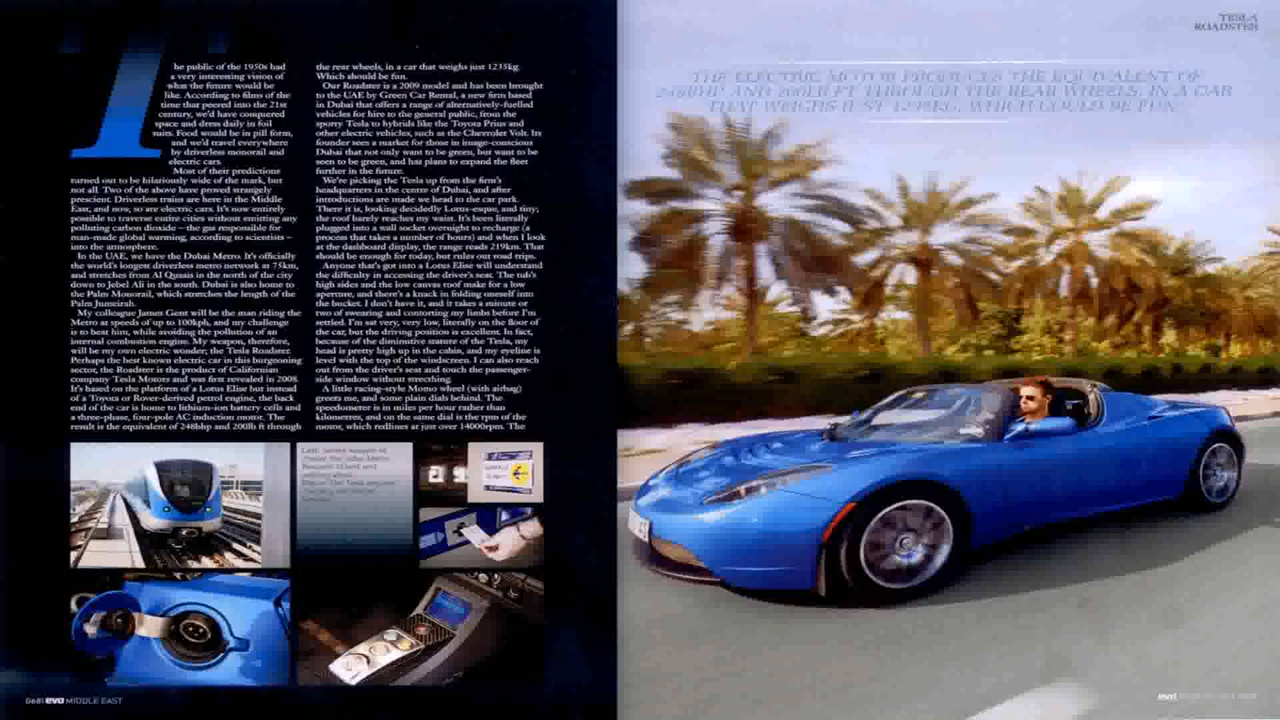 The public of the 1950s had
a very interesting vision of
what the future would be
like. According to films of the
time that peered into the 21st
century, we'd have conquered
space and dress daily in foil
suits. Food would be in pill form,
and we'd travel everywhere
by driverless monorail and
electric cars.
Most of their predictions
turned out to be hilariously wide of the mark, but
not all. Two of the above have proved strangely
prescient. Driverless trains are here in the Middle
East, and now, so are electric cars. It's now entirely
possible to traverse entire cities without emitting any
polluting carbon dioxide – the gas responsible for
man-made global warming, according to scientists –
into the atmosphere.
In the UAE, we have the Dubai Metro. It's officially
the world's longest driverless metro network at 75km,
and stretches from Al Qusais in the north of the city
down to Jebel Ali in the south. Dubai is also home to
the Palm Monorail, which stretches the length of the
Palm Jumeirah.
My colleague James Gent will be the man riding the
Metro at speeds of up to 100kph, and my challenge
is to beat him, while avoiding the pollution of an
internal combustion engine. My weapon, therefore,
will be my own electric wonder; the Tesla Roadster.
Perhaps the best known electric car in this burgeoning
sector, the Roadster is the product of Californian
company Tesla Motors and was first revealed in 2008.
It's based on the platform of a Lotus Elise but instead
of a Toyota or Rover-derived petrol engine, the back
end of the car is home to lithium-ion battery cells and
a three-phase, four-pole AC induction motor. The
result is the equivalent of 248bhp and 200lb ft through
the rear wheels, in a car that weighs just 1235kg.
Which should be fun.
Our Roadster is a 2009 model and has been brought
to the UAE by Green Car Rental, a new firm based
in Dubai that offers a range of alternatively-fuelled
vehicles for hire to the general public, from the
sporty Tesla to hybrids like the Toyota Prius and
other electric vehicles, such as the Chevrolet Volt. Its
founder sees a market for those in image-conscious
Dubai that not only want to be green, but want to be
seen to be green, and has plans to expand the fleet
further in the future.
We're picking the Tesla up from the firm's
headquarters in the centre of Dubai, and after
introductions are made we head to the car park.
There it is, looking decidedly Lotus-esque, and tiny;
the roof barely reaches my waist. It's been literally
plugged into a wall socket overnight to recharge (a
process that takes a number of hours) and when I look
at the dashboard display, the range reads 219km. That
should be enough for today, but rules out road trips.
Anyone that's got into a Lotus Elise will understand
the difficulty in accessing the driver's seat. The tub's
high sides and the low canvas roof make for a low
aperture, and there's a knack in folding oneself into
the bucket. I don't have it, and it takes a minute or
two of swearing and contorting my limbs before I'm
settled. I'm sat very, very low, literally on the floor of
the car, but the driving position is excellent. In fact,
because of the diminutive stature of the Tesla, my
head is pretty high up in the cabin, and my eyeline is
level with the top of the windscreen. I can also reach
out from the driver's seat and touch the passenger-
side window without stretching.
A little racing-style Momo wheel (with airbag)
greets me, and some plain dials behind. The
speedometer is in miles per hour rather than
kilometres, and on the same dial is the rpm of the
motor, which redlines at just over 14000rpm. The
068 evo MIDDLE EAST
TESLA
ROADSTER
THE ELECTRIC MOTOR PRODUCES THE EQUIVALENT OF
248BHP AND 200LB FT THROUGH THE REAR WHEELS, IN A CAR
THAT WEIGHS JUST 1235KG. WHICH COULD BE FUN
evo